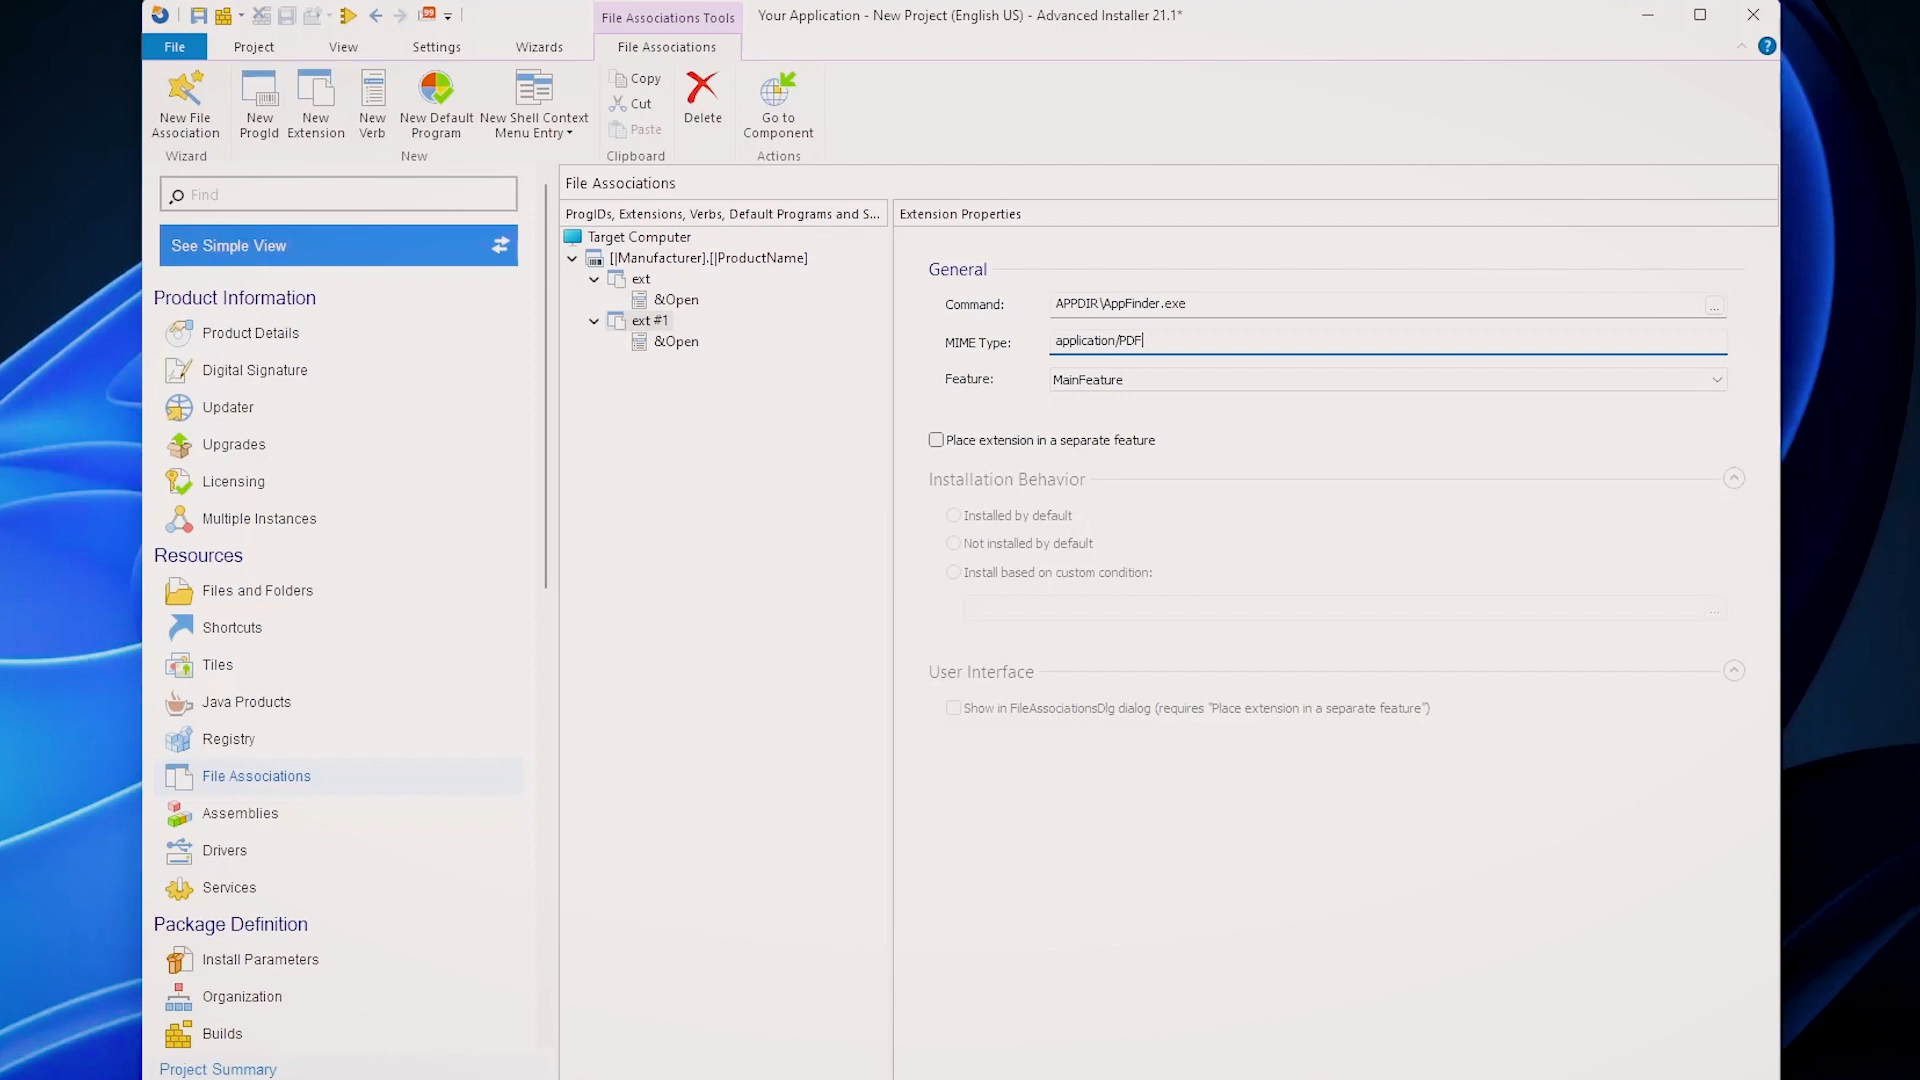 99
File Associations Tools
Your Application - New Project (English US) - Advanced Installer 21.1*
File
Project
View
Settings
Wizards
File Associations
?
New File
Association
New
ProgId
New
Extension
New
Verb
New Default
Program
New Shell Context
Menu Entry
Copy
Cut
Paste
Delete
Go to
Component
Wizard
New
Clipboard
Actions
Find
See Simple View
Product Information
Product Details
Digital Signature
Updater
Upgrades
Licensing
Multiple Instances
Resources
Files and Folders
Shortcuts
Tiles
Java Products
Registry
File Associations
Assemblies
Drivers
Services
Package Definition
Install Parameters
Organization
Builds
Project Summary
File Associations
ProgIDs, Extensions, Verbs, Default Programs and S...
Target Computer
[|Manufacturer].[|ProductName]
ext
&Open
ext #1
&Open
Extension Properties
General
Command:
APPDIR\AppFinder.exe
...
MIME Type:
application/PDF
Feature:
MainFeature
Place extension in a separate feature
Installation Behavior
Installed by default
Not installed by default
Install based on custom condition:
...
User Interface
Show in FileAssociationsDlg dialog (requires "Place extension in a separate feature")